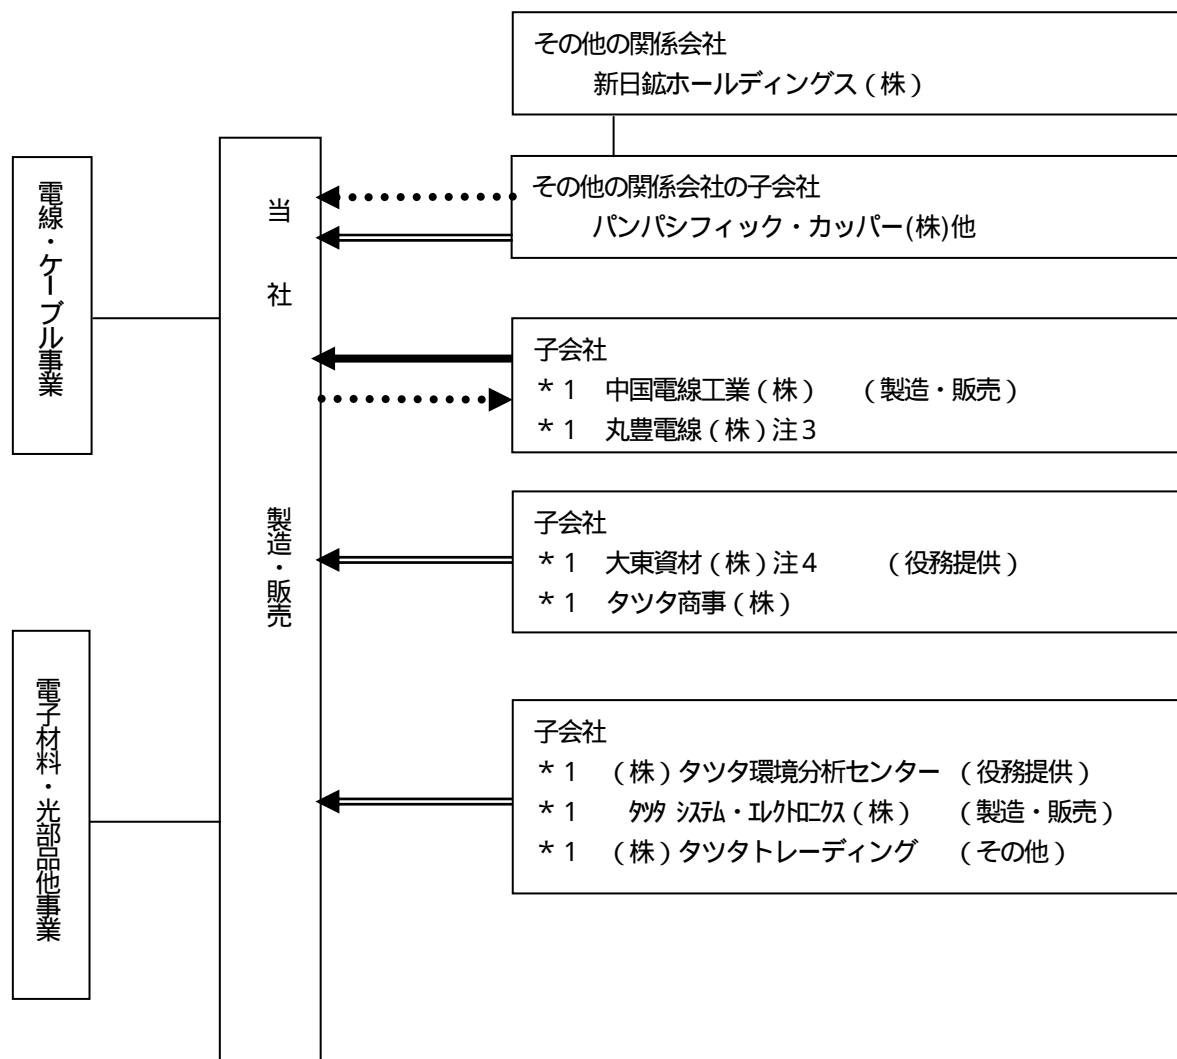 その他の関係会社
新日鉱ホールディングス（株）
その他の関係会社の子会社
パンパシフィック・カッパー(株)他
電線・ケーブル事業
当社
製造・販売
子会社
＊1 中国電線工業（株） （製造・販売）
＊1 丸豊電線（株）注3
子会社
＊1 大東資材（株）注4 （役務提供）
＊1 タツタ商事（株）
電子材料・光部品他事業
子会社
＊1 （株）タツタ環境分析センター （役務提供）
＊1 ﾀﾂﾀ ｼｽﾃﾑ・ｴﾚｸﾄﾛﾆｸｽ（株） （製造・販売）
＊1 （株）タツタトレーディング （その他）